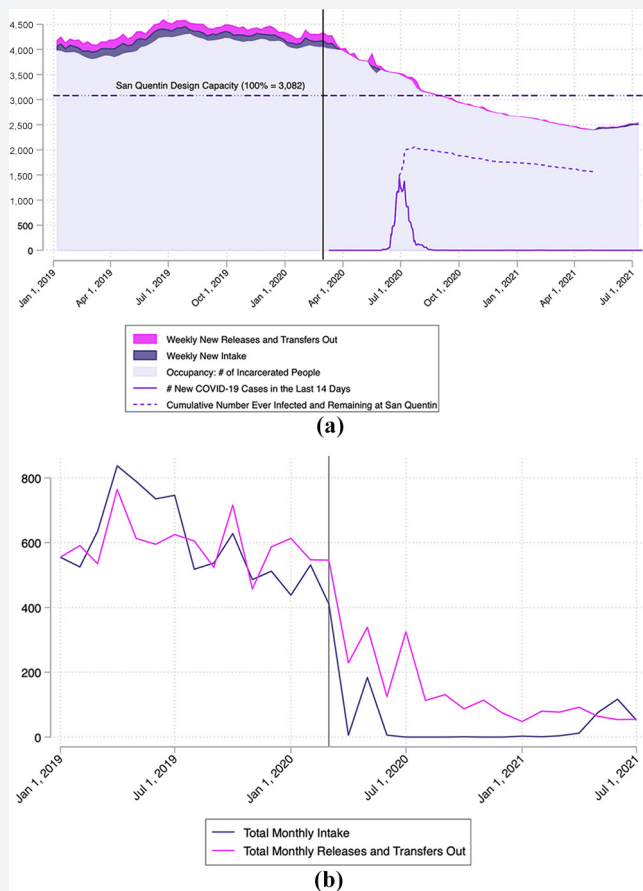 4,500
4,000
3,500
3,000
2,500
2,000
1,500
1,000
500
0
San Quentin Design Capacity (100% = 3,082)
Jan 1, 2019
Apr 1, 2019
Jul 1, 2019
Oct 1, 2019
Jan 1, 2020
Apr 1, 2020
Jul 1, 2020
Oct 1, 2020
Jan 1, 2021
Apr 1, 2021
Jul 1, 2021
Weekly New Releases and Transfers Out
Weekly New Intake
Occupancy: # of Incarcerated People
# New COVID-19 Cases in the Last 14 Days
Cumulative Number Ever Infected and Remaining at San Quentin
(a)
800
600
400
200
0
Jan 1, 2019
Jul 1, 2019
Jan 1, 2020
Jul 1, 2020
Jan 1, 2021
Jul 1, 2021
Total Monthly Intake
Total Monthly Releases and Transfers Out
(b)